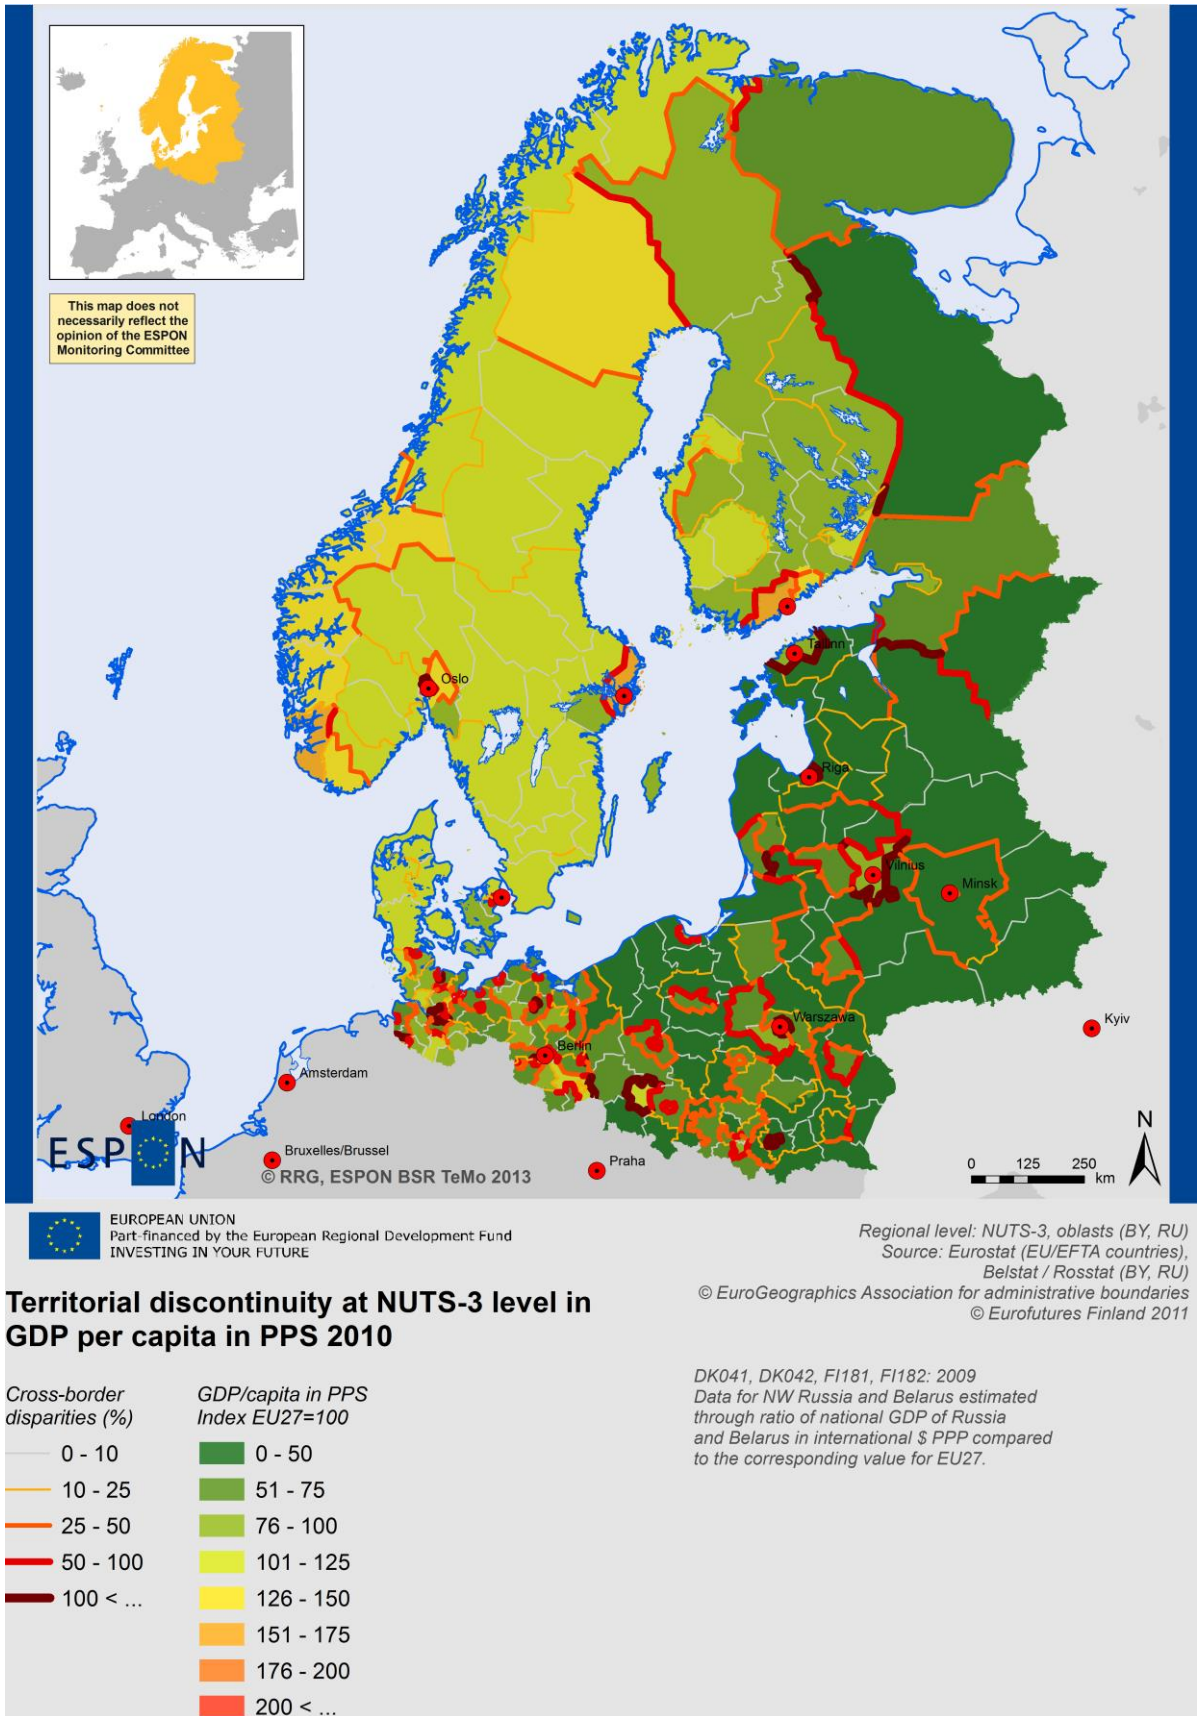 This map does not
necessarily reflect the
opinion of the ESPON
Monitoring Committee
Oslo
Tallinn
Riga
Vilnius
Minsk
Warszawa
Kyiv
Berlin
Amsterdam
London
Bruxelles/Brussel
Praha
ESPON
© RRG, ESPON BSR TeMo 2013
N
0 125 250
km
EUROPEAN UNION
Part-financed by the European Regional Development Fund
INVESTING IN YOUR FUTURE
Regional level: NUTS-3, oblasts (BY, RU)
Source: Eurostat (EU/EFTA countries),
Belstat / Rosstat (BY, RU)
© EuroGeographics Association for administrative boundaries
© Eurofutures Finland 2011
Territorial discontinuity at NUTS-3 level in
GDP per capita in PPS 2010
Cross-border
disparities (%)
0 - 10
10 - 25
25 - 50
50 - 100
100 < ...
GDP/capita in PPS
Index EU27=100
0 - 50
51 - 75
76 - 100
101 - 125
126 - 150
151 - 175
176 - 200
200 < ...
DK041, DK042, FI181, FI182: 2009
Data for NW Russia and Belarus estimated
through ratio of national GDP of Russia
and Belarus in international $ PPP compared
to the corresponding value for EU27.